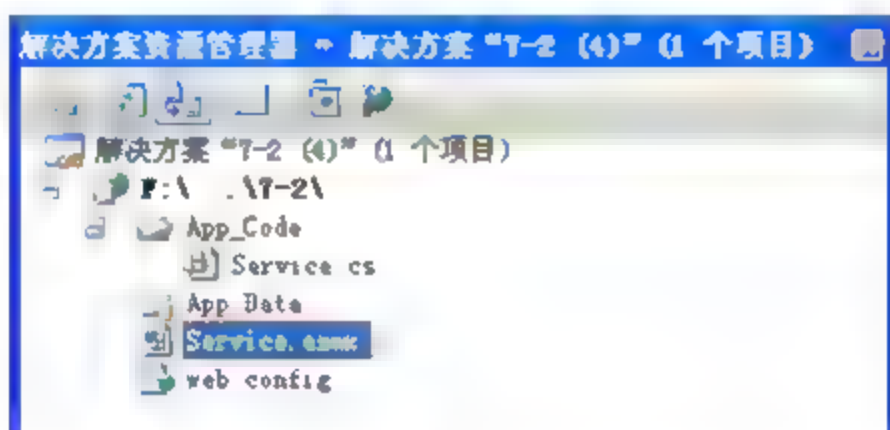 解决方案资源管理器 - 解决方案 “7-2 (4)” (1 个项目)
解决方案 “7-2 (4)” (1 个项目)
F:\...\7-2\
App_Code
Service.cs
App_Data
Service.asmx
web.config